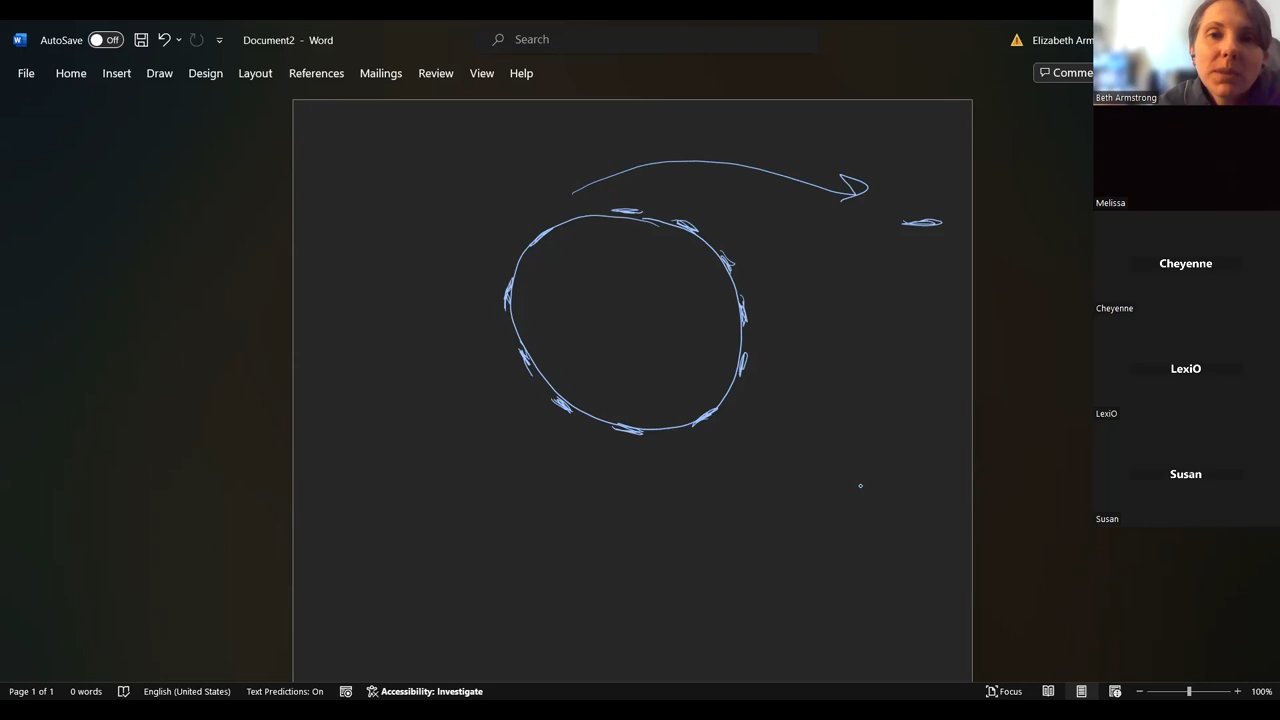 AutoSave Off Document2 - Word Search Elizabeth Arm
File Home Insert Draw Design Layout References Mailings Review View Help Comme
Beth Armstrong
Melissa
Cheyenne
Cheyenne
LexiO
LexiO
Susan
Susan
Page 1 of 1 0 words English (United States) Text Predictions: On Accessibility: Investigate Focus 100%